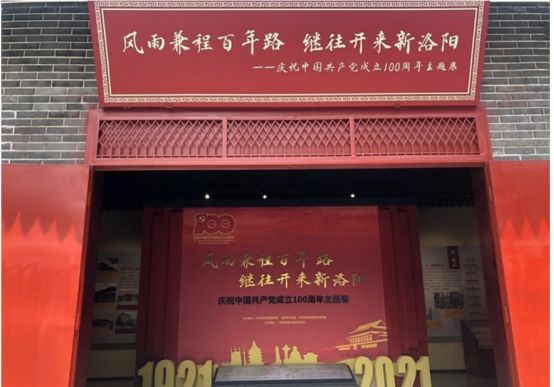 风雨兼程百年路 继往开来新洛阳
——庆祝中国共产党成立100周年主题展
100
风雨兼程百年路
继往开来新洛阳
庆祝中国共产党成立100周年主题展
1921
2021